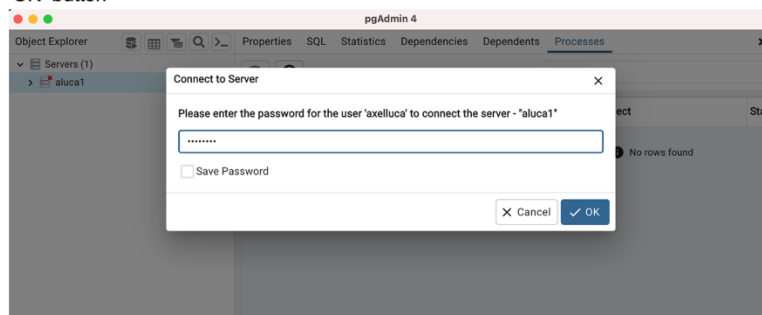 pgAdmin 4
Object Explorer
Properties SQL Statistics Dependencies Dependents Processes
Servers (1)
aluca1
Connect to Server
Please enter the password for the user 'axelluca' to connect the server - "aluca1"
••••••••
Save Password
No rows found
Cancel
OK